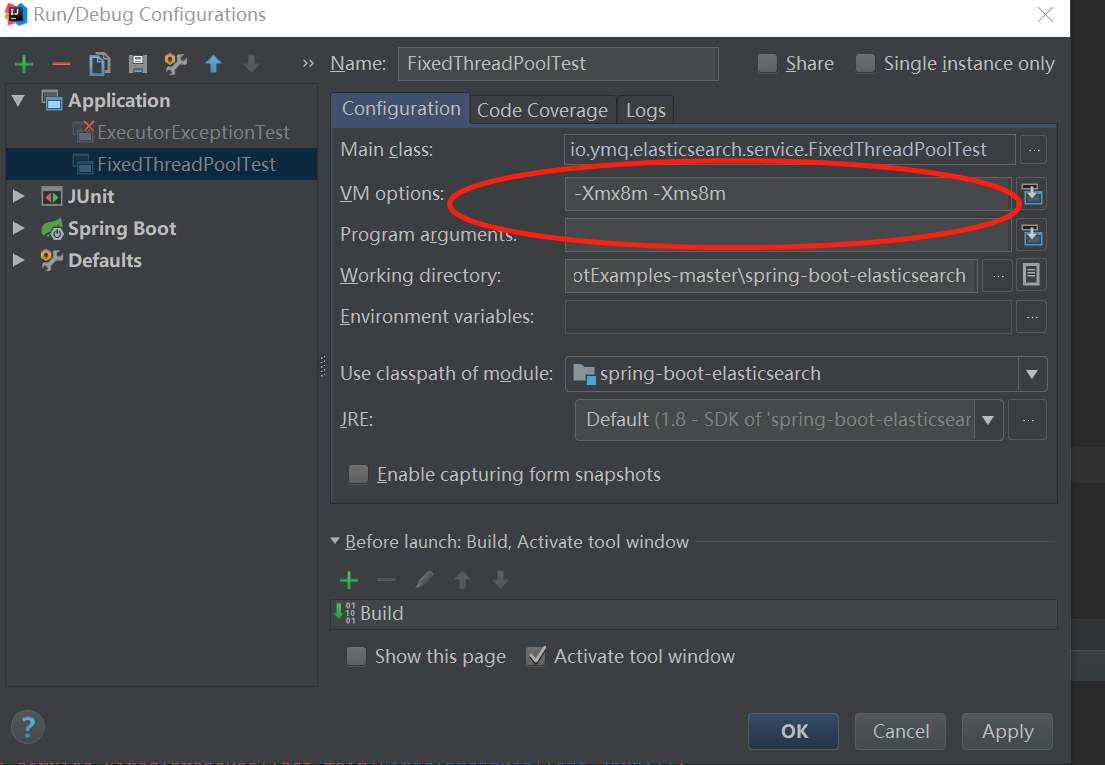 Run/Debug Configurations
» Name: FixedThreadPoolTest Share Single instance only
Application
ExecutorExceptionTest
FixedThreadPoolTest
JUnit
Spring Boot
Defaults
Configuration Code Coverage Logs
Main class: io.ymq.elasticsearch.service.FixedThreadPoolTest ...
VM options: -Xmx8m -Xms8m
Program arguments:
Working directory: otExamples-master\spring-boot-elasticsearch ...
Environment variables: ...
Use classpath of module: spring-boot-elasticsearch
JRE: Default (1.8 - SDK of 'spring-boot-elasticsear ...
Enable capturing form snapshots
Before launch: Build, Activate tool window
Build
Show this page Activate tool window
? OK Cancel Apply